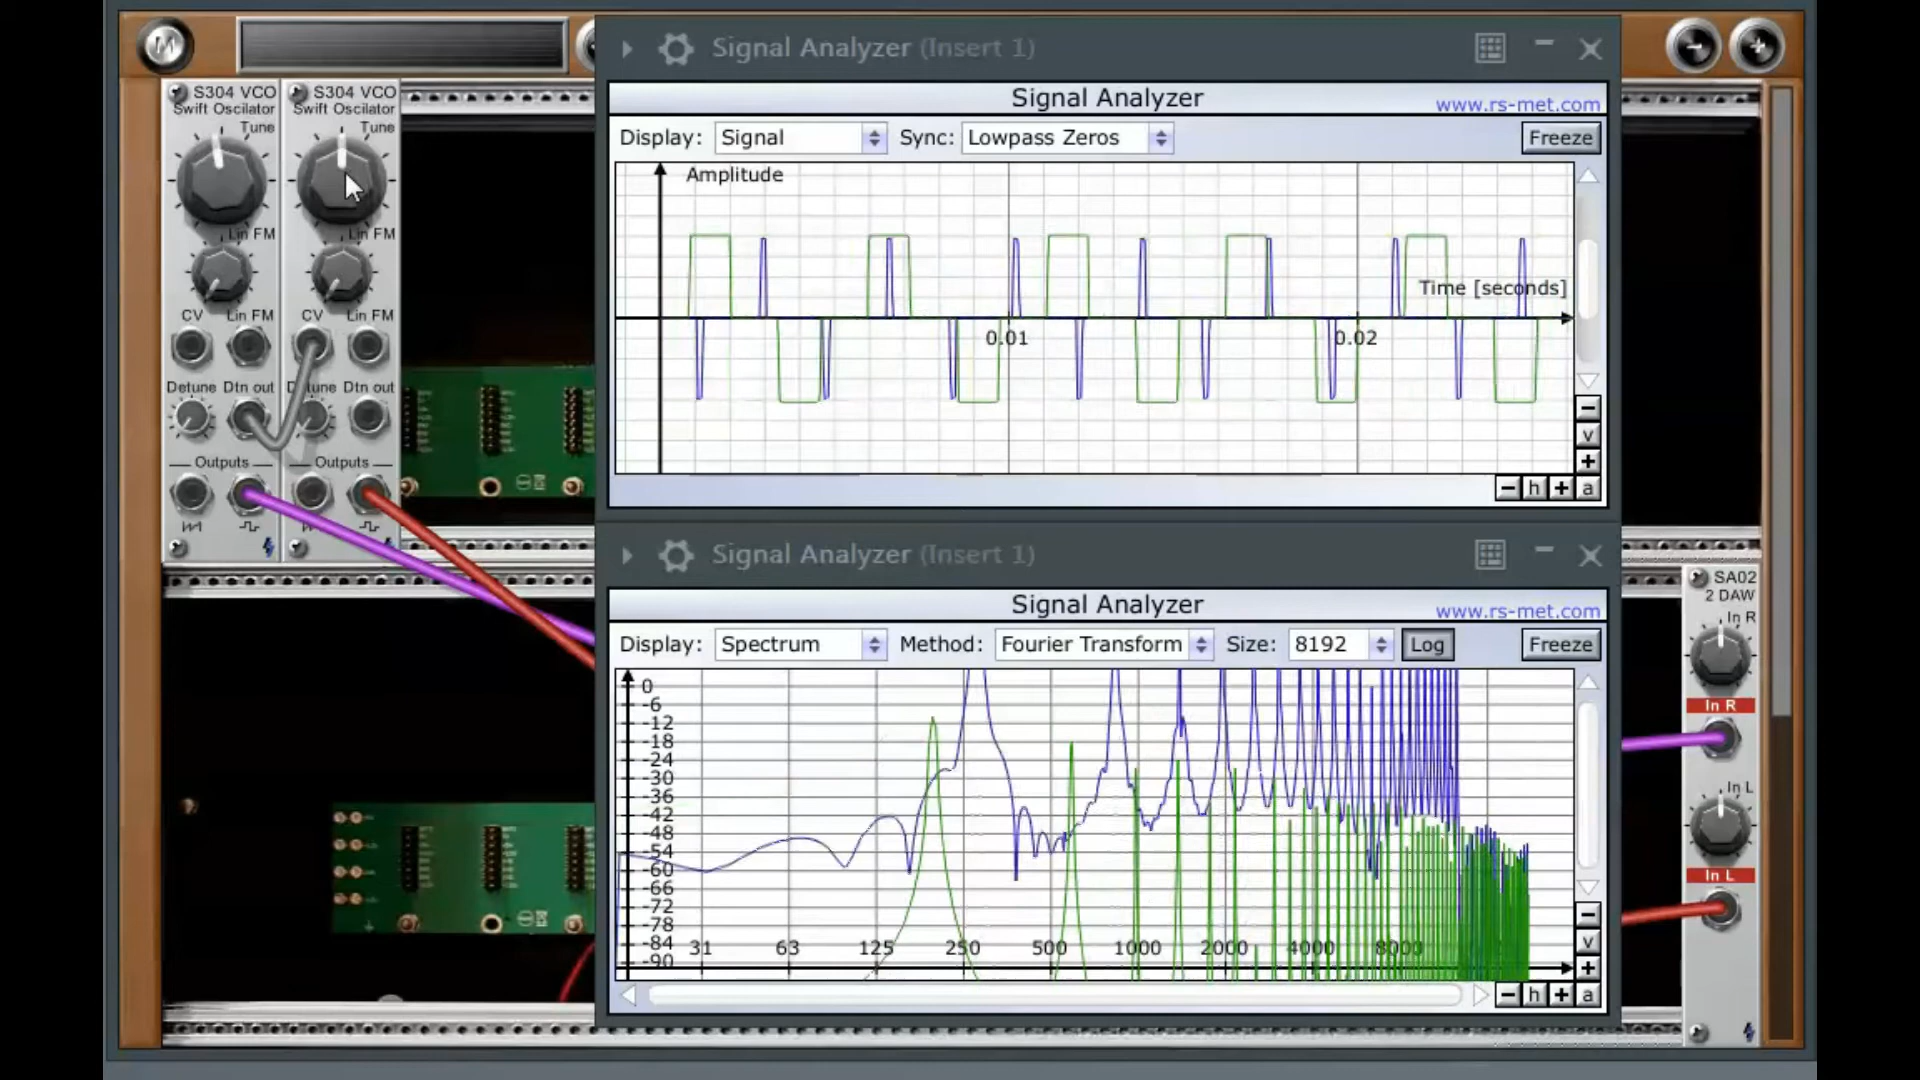 M
S304 VCO
Swift Oscilator
Tune
Lin FM
CV Lin FM
Detune Dtn out
Outputs
S304 VCO
Swift Oscilator
Tune
Lin FM
CV Lin FM
Detune Dtn out
Outputs
Signal Analyzer (Insert 1)
Signal Analyzer
www.rs-met.com
Display: Signal Sync: Lowpass Zeros Freeze
Amplitude
Time [seconds]
0.01 0.02
v
h a
Signal Analyzer (Insert 1)
Signal Analyzer
www.rs-met.com
Display: Spectrum Method: Fourier Transform Size: 8192 Log Freeze
0
-6
-12
-18
-24
-30
-36
-42
-48
-54
-60
-66
-72
-78
-84
-90
31 63 125 250 500 1000 2000 4000 8000
v
h a
SA02
2 DAW
In R
In R
In L
In L